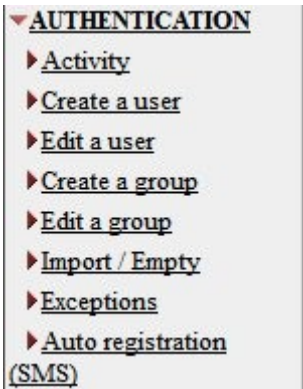 AUTHENTICATION
Activity
Create a user
Edit a user
Create a group
Edit a group
Import / Empty
Exceptions
Auto registration
(SMS)